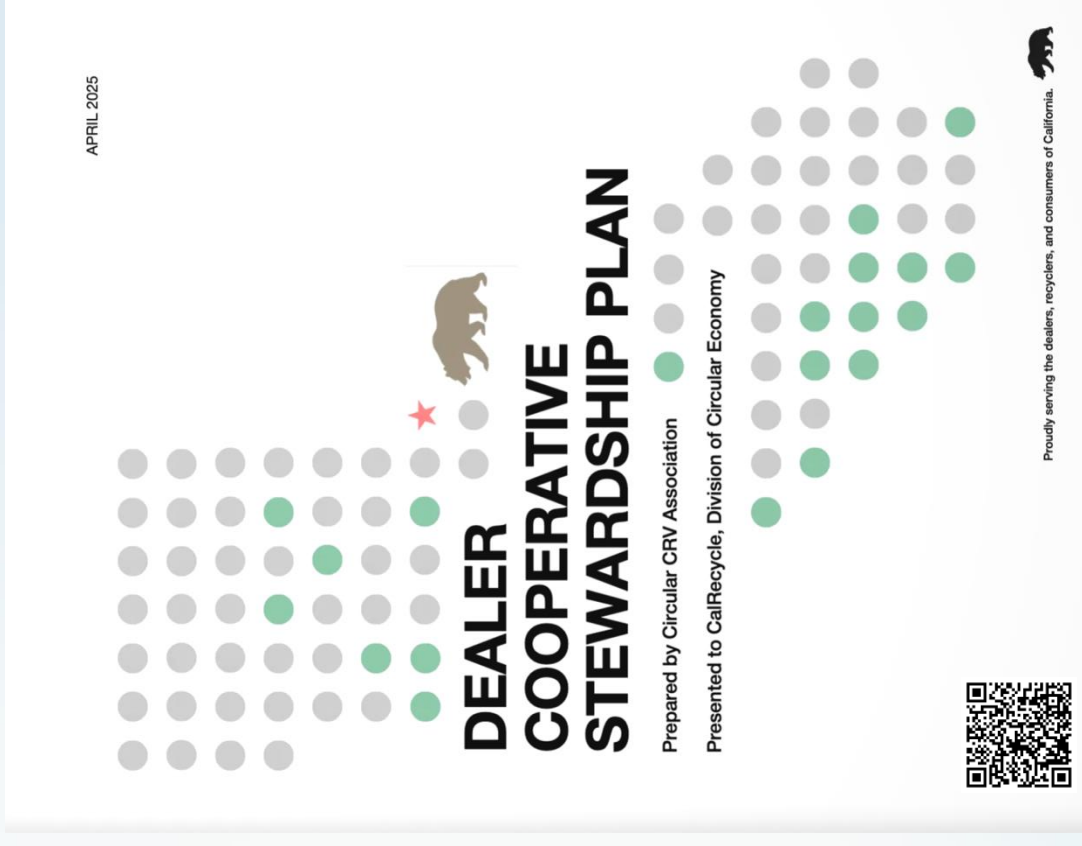 APRIL 2025
DEALER
COOPERATIVE
STEWARDSHIP PLAN
Prepared by Circular CRV Association
Presented to CalRecycle, Division of Circular Economy
Proudly serving the dealers, recyclers, and consumers of California.